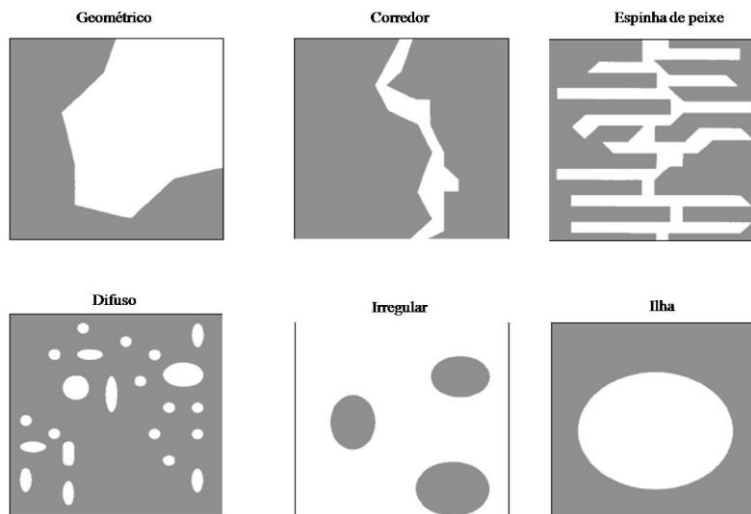 Geométrico
Corredor
Espinha de peixe
Difuso
Irregular
Ilha